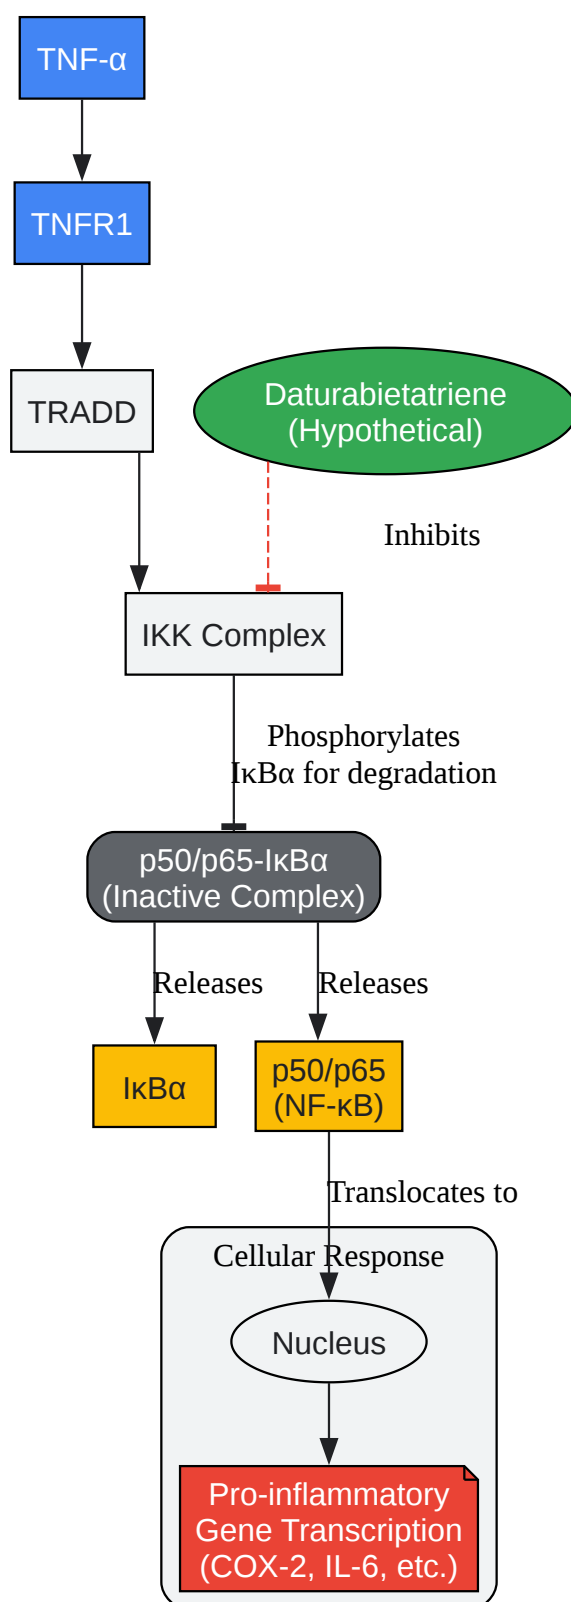 TNF-α
TNFR1
TRADD
Daturabietatriene
(Hypothetical)
Inhibits
IKK Complex
Phosphorylates
IκBα for degradation
p50/p65-IκBα
(Inactive Complex)
Releases
Releases
IκBα
p50/p65
(NF-κB)
Translocates to
Cellular Response
Nucleus
Pro-inflammatory
Gene Transcription
(COX-2, IL-6, etc.)